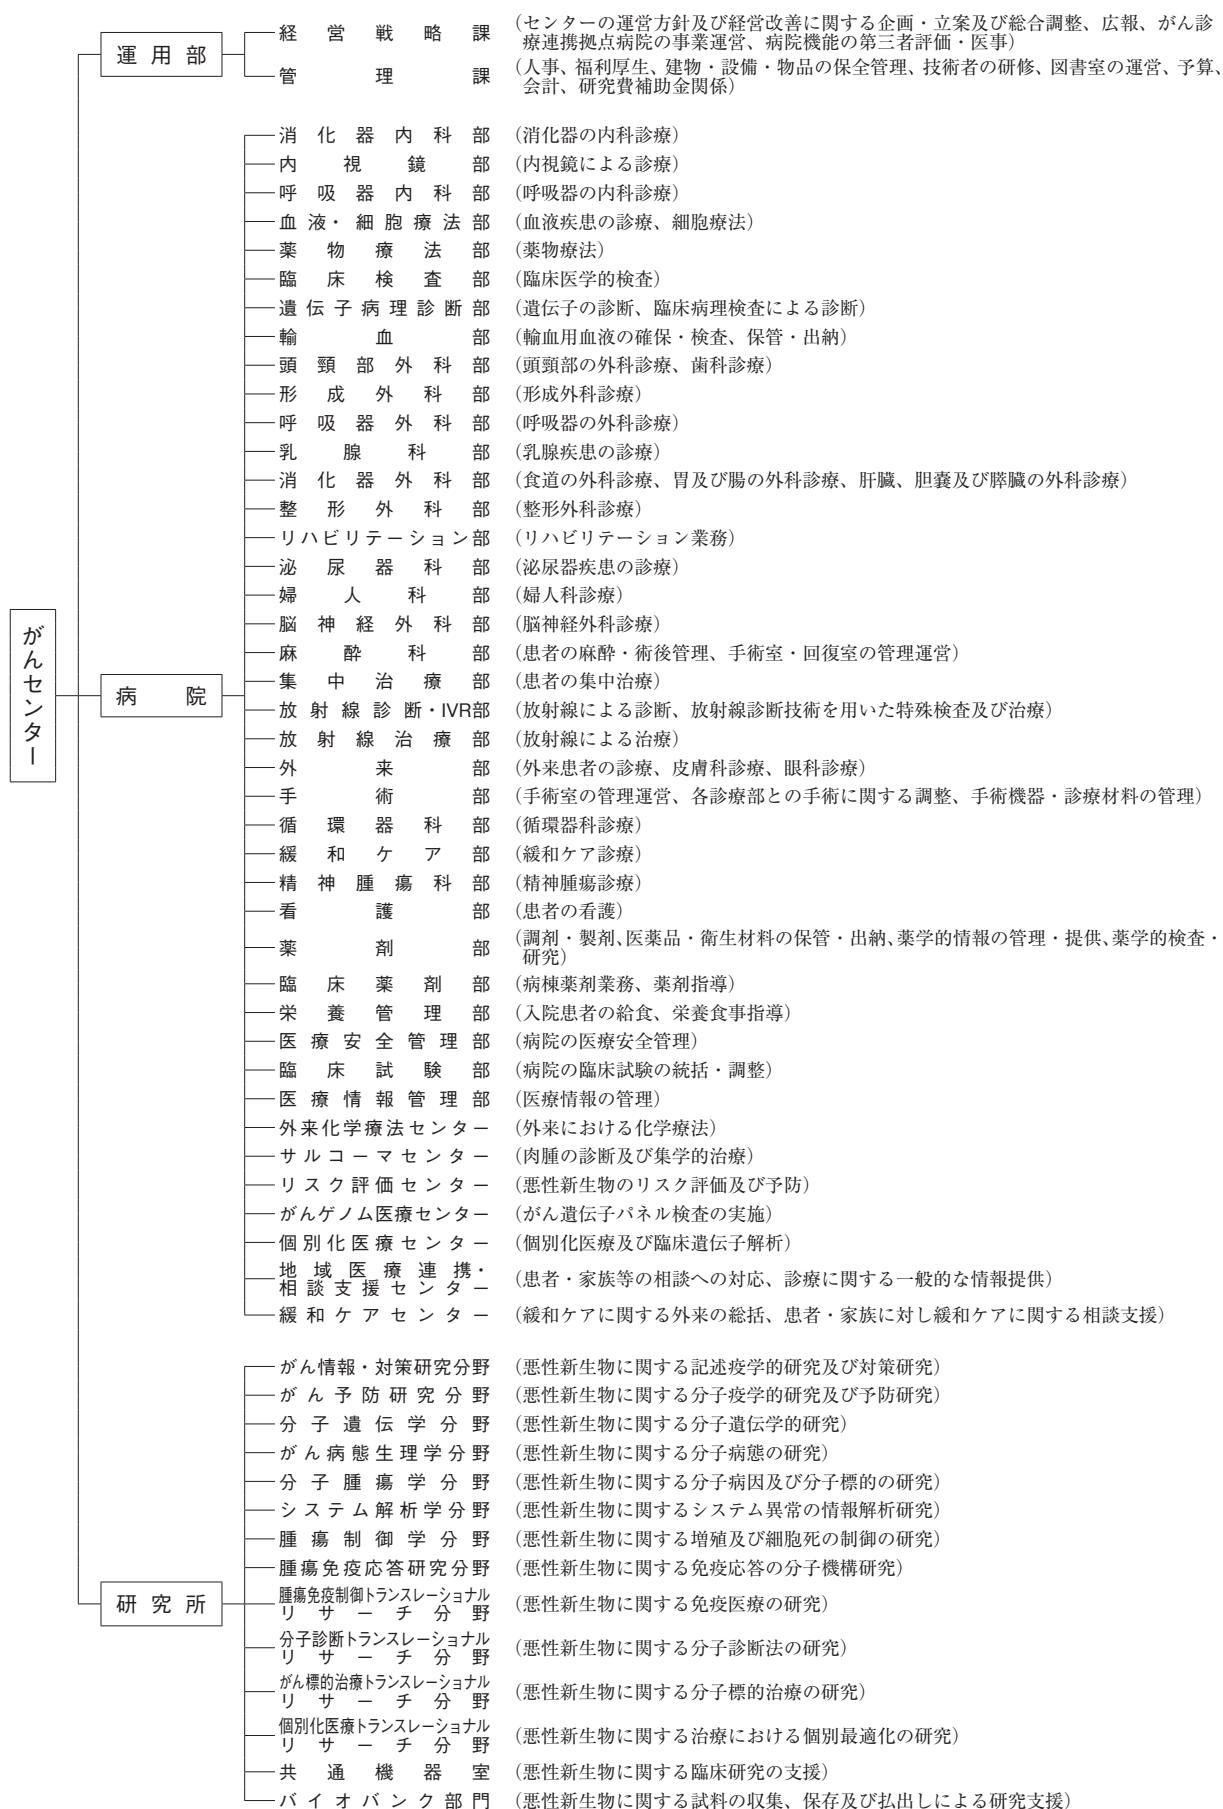 がんセンター
運用部
経営戦略課 （センターの運営方針及び経営改善に関する企画・立案及び総合調整、広報、がん診
療連携拠点病院の事業運営、病院機能の第三者評価・医事）
管理課 （人事、福利厚生、建物・設備・物品の保全管理、技術者の研修、図書室の運営、予算、
会計、研究費補助金関係）
病院
消化器内科部 （消化器の内科診療）
内視鏡部 （内視鏡による診療）
呼吸器内科部 （呼吸器の内科診療）
血液・細胞療法部 （血液疾患の診療、細胞療法）
薬物療法部 （薬物療法）
臨床検査部 （臨床医学的検査）
遺伝子病理診断部 （遺伝子の診断、臨床病理検査による診断）
輸血部 （輸血用血液の確保・検査、保管・出納）
頭頸部外科部 （頭頸部の外科診療、歯科診療）
形成外科部 （形成外科診療）
呼吸器外科部 （呼吸器の外科診療）
乳腺科部 （乳腺疾患の診療）
消化器外科部 （食道の外科診療、胃及び腸の外科診療、肝臓、胆嚢及び膵臓の外科診療）
整形外科部 （整形外科診療）
リハビリテーション部 （リハビリテーション業務）
泌尿器科部 （泌尿器疾患の診療）
婦人科部 （婦人科診療）
脳神経外科部 （脳神経外科診療）
麻酔科部 （患者の麻酔・術後管理、手術室・回復室の管理運営）
集中治療部 （患者の集中治療）
放射線診断・IVR部 （放射線による診断、放射線診断技術を用いた特殊検査及び治療）
放射線治療部 （放射線による治療）
外来部 （外来患者の診療、皮膚科診療、眼科診療）
手術部 （手術室の管理運営、各診療部との手術に関する調整、手術機器・診療材料の管理）
循環器科部 （循環器科診療）
緩和ケア部 （緩和ケア診療）
精神腫瘍科部 （精神腫瘍診療）
看護部 （患者の看護）
薬剤部 （調剤・製剤、医薬品・衛生材料の保管・出納、薬学的情報の管理・提供、薬学的検査・
研究）
臨床薬剤部 （病棟薬剤業務、薬剤指導）
栄養管理部 （入院患者の給食、栄養食事指導）
医療安全管理部 （病院の医療安全管理）
臨床試験部 （病院の臨床試験の統括・調整）
医療情報管理部 （医療情報の管理）
外来化学療法センター （外来における化学療法）
サルコーマセンター （肉腫の診断及び集学的治療）
リスク評価センター （悪性新生物のリスク評価及び予防）
がんゲノム医療センター （がん遺伝子パネル検査の実施）
個別化医療センター （個別化医療及び臨床遺伝子解析）
地域医療連携・
相談支援センター （患者・家族等の相談への対応、診療に関する一般的な情報提供）
緩和ケアセンター （緩和ケアに関する外来の総括、患者・家族に対し緩和ケアに関する相談支援）
研究所
がん情報・対策研究分野 （悪性新生物に関する記述疫学的研究及び対策研究）
がん予防研究分野 （悪性新生物に関する分子疫学的研究及び予防研究）
分子遺伝学分野 （悪性新生物に関する分子遺伝学的研究）
がん病態生理学分野 （悪性新生物に関する分子病態の研究）
分子腫瘍学分野 （悪性新生物に関する分子病因及び分子標的の研究）
システム解析学分野 （悪性新生物に関するシステム異常の情報解析研究）
腫瘍制御学分野 （悪性新生物に関する増殖及び細胞死の制御の研究）
腫瘍免疫応答研究分野 （悪性新生物に関する免疫応答の分子機構研究）
腫瘍免疫制御トランスレーショナル
リサーチ分野 （悪性新生物に関する免疫医療の研究）
分子診断トランスレーショナル
リサーチ分野 （悪性新生物に関する分子診断法の研究）
がん標的治療トランスレーショナル
リサーチ分野 （悪性新生物に関する分子標的治療の研究）
個別化医療トランスレーショナル
リサーチ分野 （悪性新生物に関する治療における個別最適化の研究）
共通機器室 （悪性新生物に関する臨床研究の支援）
バイオバンク部門 （悪性新生物に関する試料の収集、保存及び払出しによる研究支援）